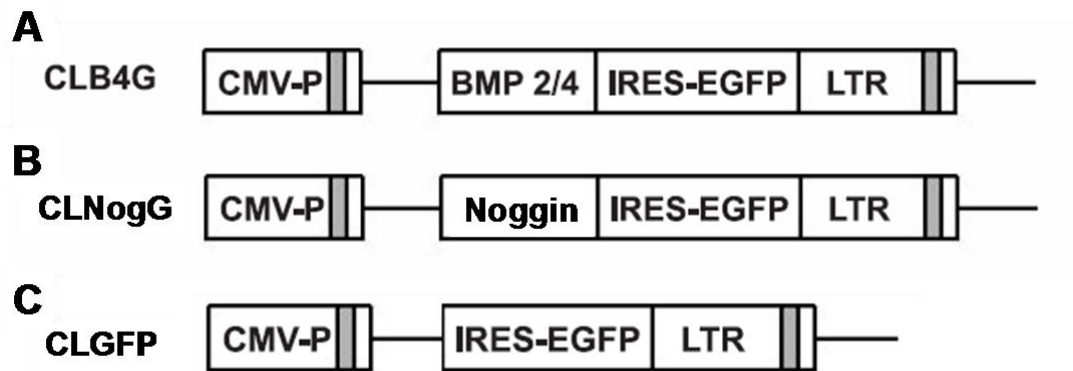 A
CLB4G CMV-P BMP 2/4 IRES-EGFP LTR
B
CLNogG CMV-P Noggin IRES-EGFP LTR
C
CLGFP CMV-P IRES-EGFP LTR